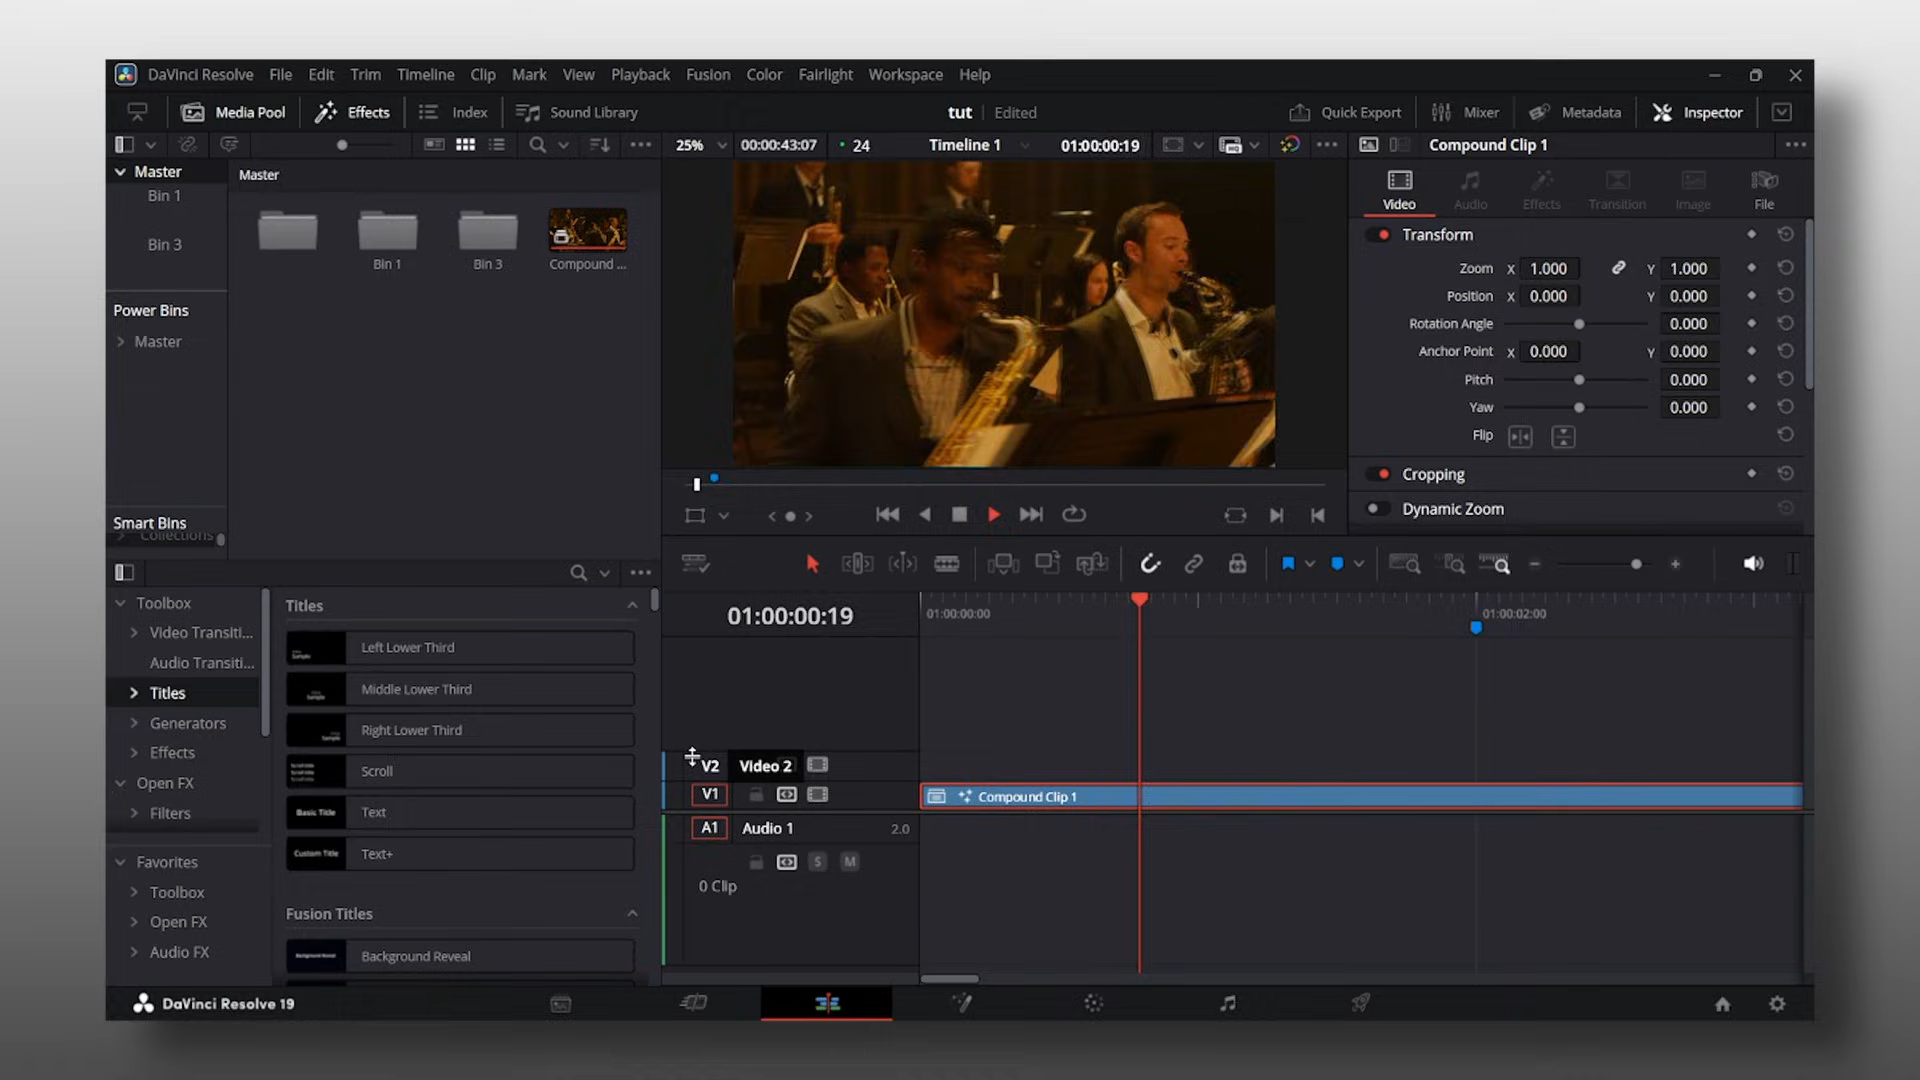 DaVinci Resolve File Edit Trim Timeline Clip Mark View Playback Fusion Color Fairlight Workspace Help
Media Pool Effects Index Sound Library tut Edited Quick Export Mixer Metadata Inspector
25% 00:00:43:07 24 Timeline 1 01:00:00:19 Compound Clip 1
Master
Bin 1
Bin 3
Power Bins
Master
Smart Bins
Collections
Master
Bin 1 Bin 3 Compound ...
Video Audio Effects Transition Image File
Transform
Zoom X 1.000 Y 1.000
Position X 0.000 Y 0.000
Rotation Angle 0.000
Anchor Point X 0.000 Y 0.000
Pitch 0.000
Yaw 0.000
Flip
Cropping
Dynamic Zoom
Toolbox
Video Transiti...
Audio Transiti...
Titles
Generators
Effects
Open FX
Filters
Favorites
Toolbox
Open FX
Audio FX
Titles
Left Lower Third
Middle Lower Third
Right Lower Third
Scroll
Basic Title Text
Custom Title Text+
Fusion Titles
Background Reveal Background Reveal
01:00:00:19 01:00:00:00 01:00:02:00
V2 Video 2
V1 Compound Clip 1
A1 Audio 1 2.0
S M
0 Clip
DaVinci Resolve 19